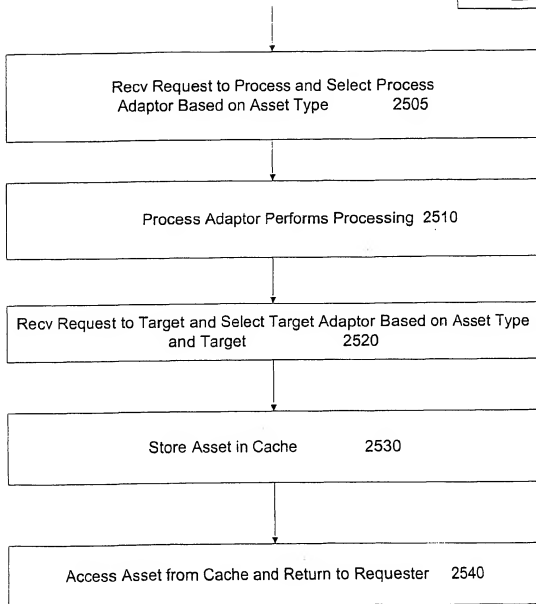 Recv Request to Process and Select Process
Adaptor Based on Asset Type 2505
Process Adaptor Performs Processing 2510
Recv Request to Target and Select Target Adaptor Based on Asset Type
and Target 2520
Store Asset in Cache 2530
Access Asset from Cache and Return to Requester 2540